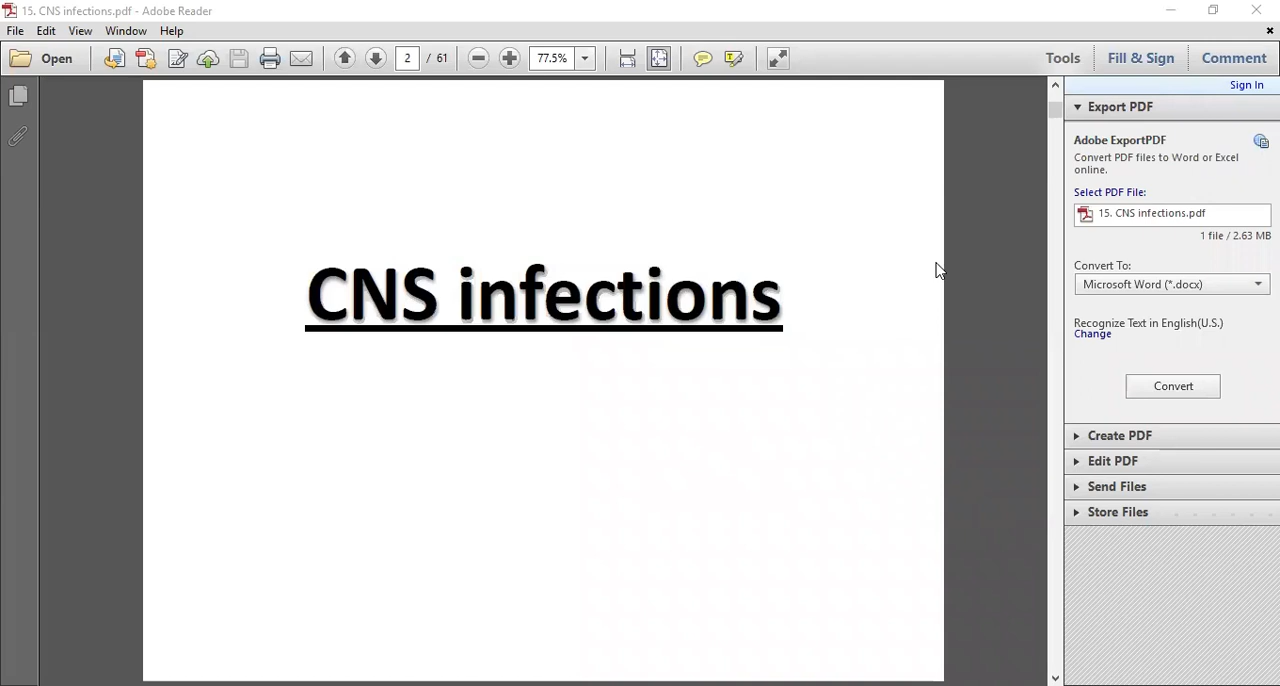 15. CNS infections.pdf - Adobe Reader
File Edit View Window Help
Open 2 / 61 77.5% Tools Fill & Sign Comment
Sign In
Export PDF
Adobe ExportPDF
Convert PDF files to Word or Excel
online.
Select PDF File:
15. CNS infections.pdf
1 file / 2.63 MB
Convert To:
Microsoft Word (*.docx)
Recognize Text in English(U.S.)
Change
Convert
Create PDF
Edit PDF
Send Files
Store Files
CNS infections